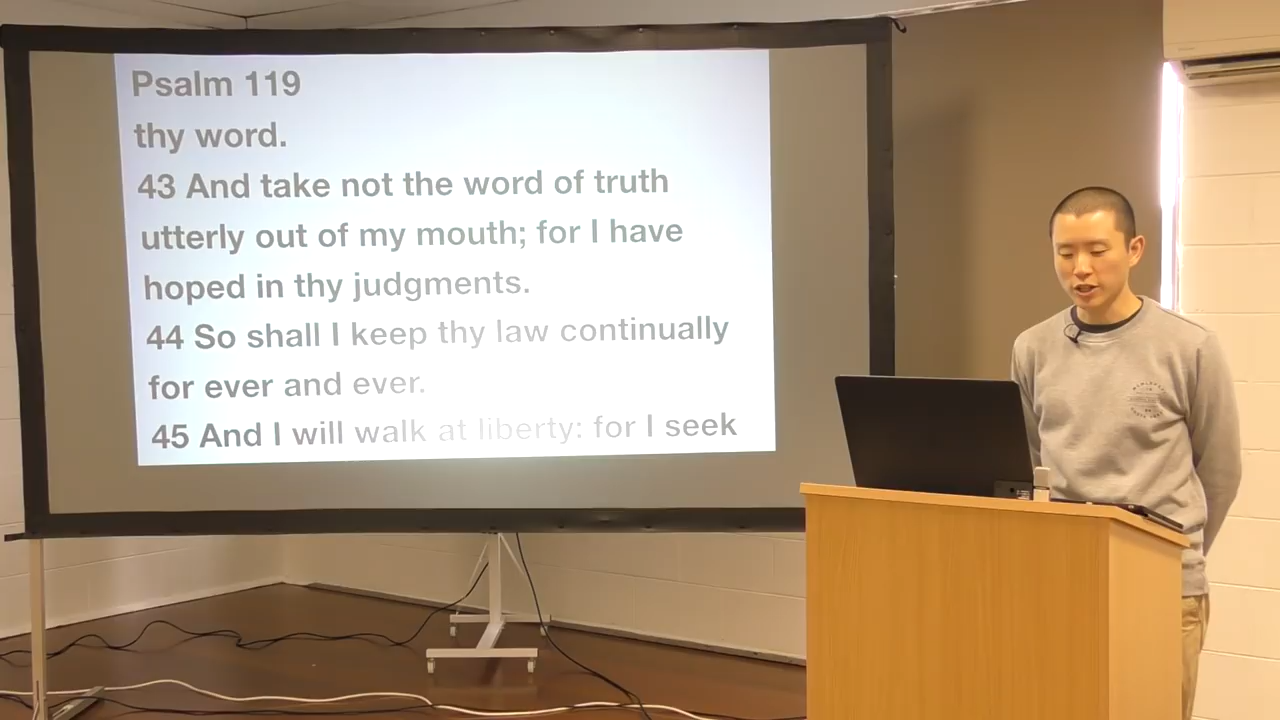 Psalm 119
thy word.
43 And take not the word of truth
utterly out of my mouth; for I have
hoped in thy judgments.
44 So shall I keep thy law continually
for ever and ever.
45 And I will walk at liberty: for I seek